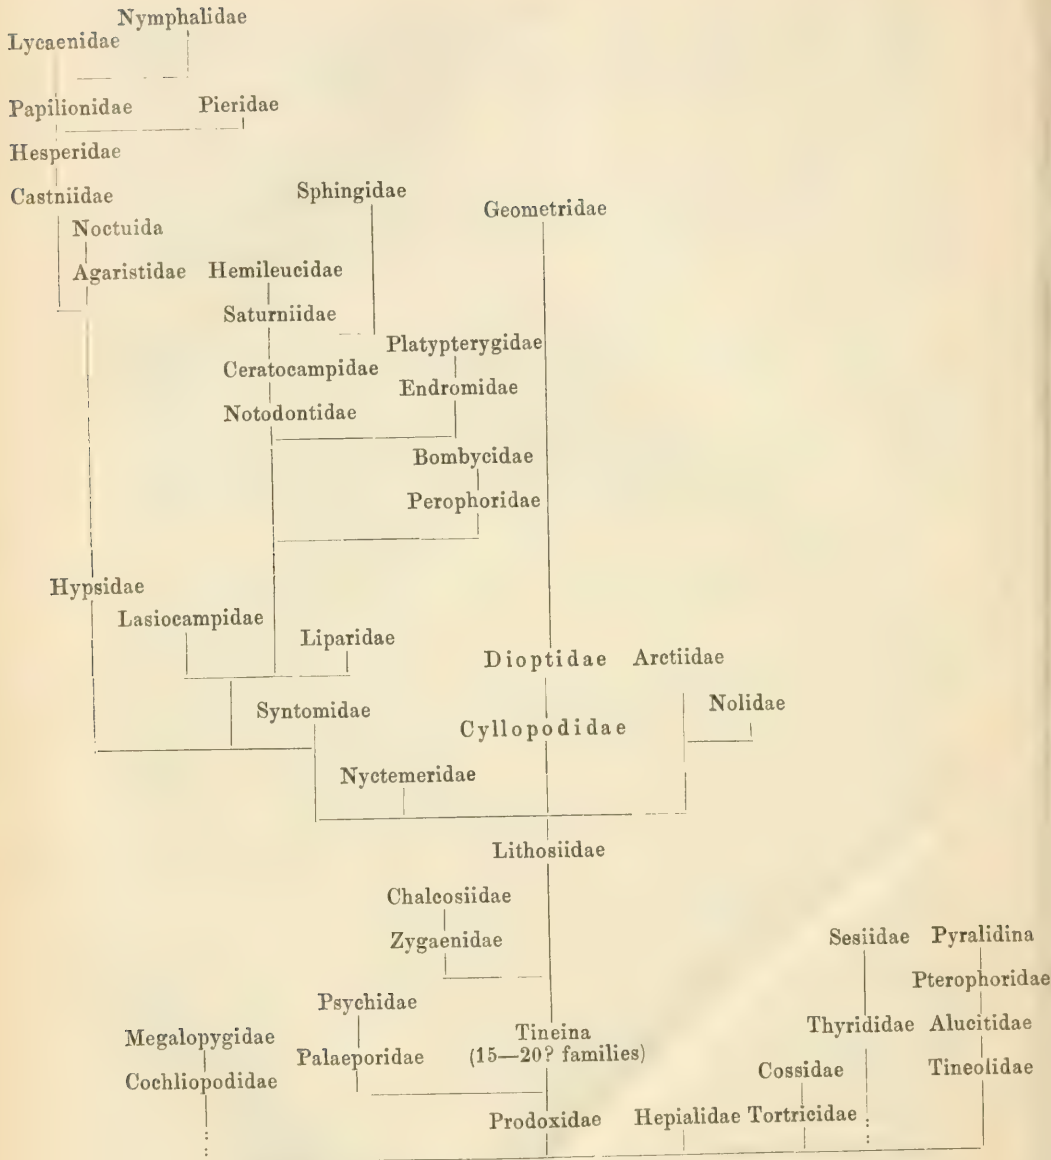 Nymphalidae
Lycaenidae
Papilionidae Pieridae
Hesperidae
Castniidae Sphingidae
Geometridae
Noctuida
Agaristidae Hemileucidae
Saturniidae
Platypterygidae
Ceratocampidae
Endromidae
Notodontidae
Bombycidae
Perophoridae
Hypsidae
Lasiocampidae
Liparidae
Dioptidae Arctiidae
Syntomidae Nolidae
Cyllopodidae
Nyctemeridae
Lithosiidae
Chalcosiidae
Zygaenidae Sesiidae Pyralidina
Pterophoridae
Psychidae
Megalopygidae Tineina Thyrididae Alucitidae
Palaeporidae (15—20? families)
Cochliopodidae Cossidae Tineolidae
Prodoxidae Hepialidae Tortricidae